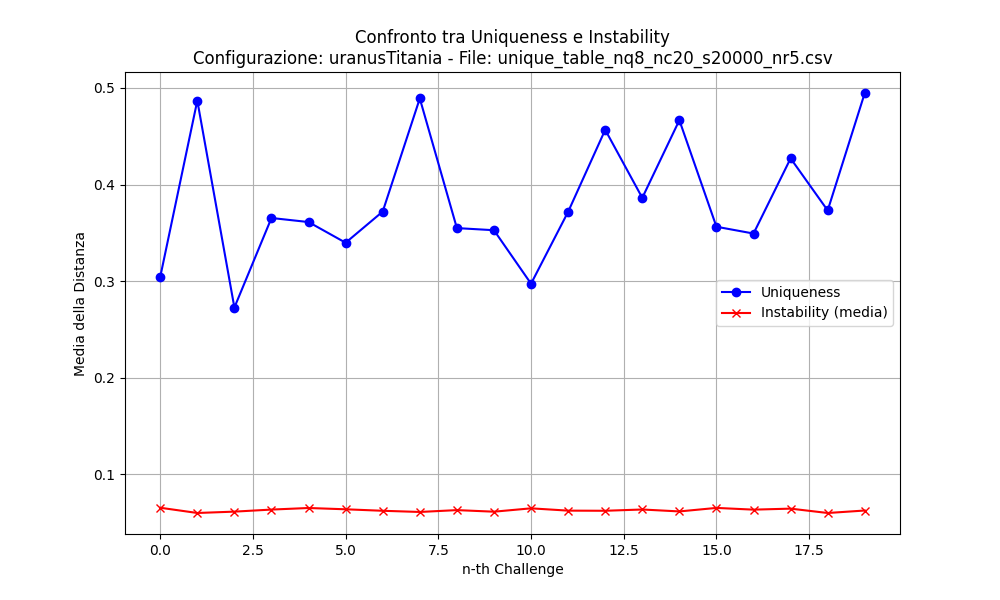 Confronto tra Uniqueness e Instability
Configurazione: uranusTitania - File: unique_table_nq8_nc20_s20000_nr5.csv
0.5
0.4
0.3
0.2
0.1
Media della Distanza
Uniqueness
Instability (media)
0.0 2.5 5.0 7.5 10.0 12.5 15.0 17.5
n-th Challenge